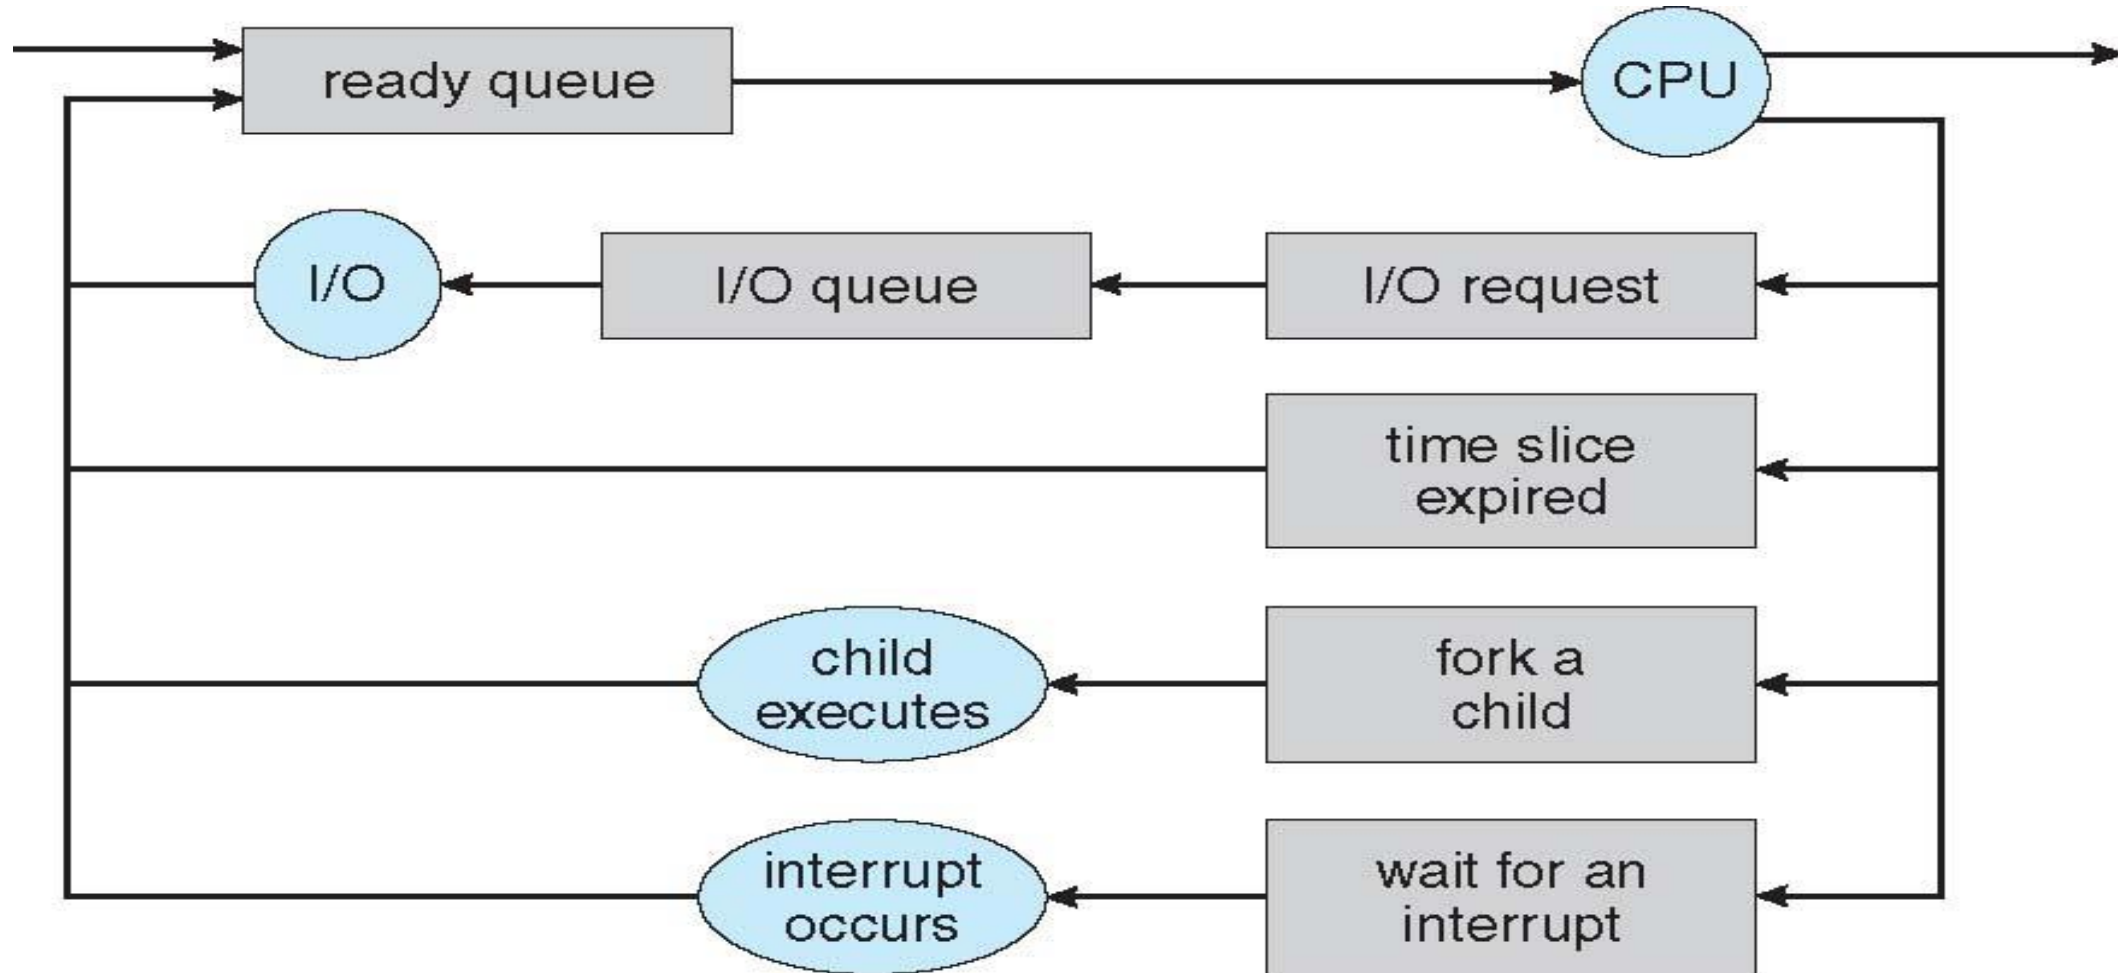 ready queue
CPU
I/O
I/O queue
I/O request
time slice
expired
child
executes
fork a
child
interrupt
occurs
wait for an
interrupt